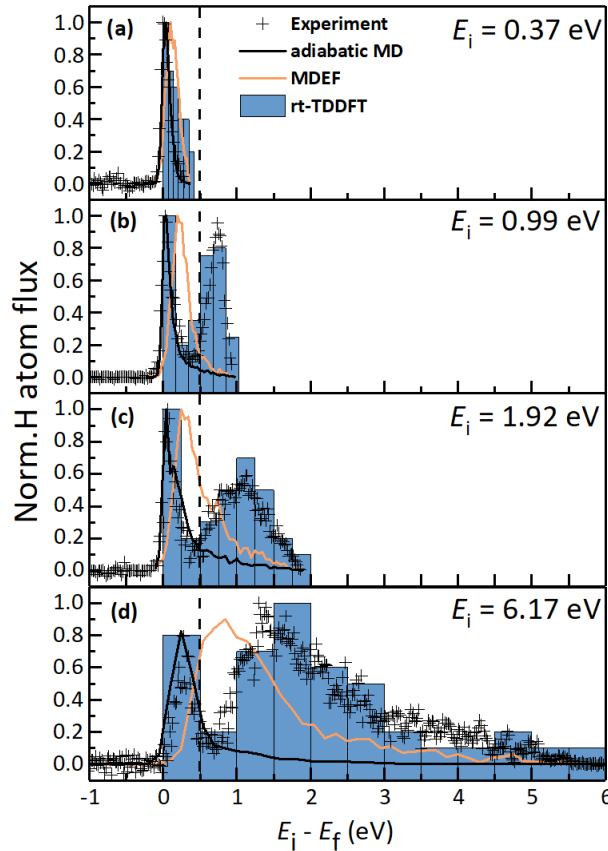 (a)
Experiment
adiabatic MD
MDEF
rt-TDDFT
Ei = 0.37 eV
1.0
0.8
0.6
0.4
0.2
0.0
(b)
Ei = 0.99 eV
1.0
0.8
0.6
0.4
0.2
0.0
(c)
Ei = 1.92 eV
1.0
0.8
0.6
0.4
0.2
0.0
(d)
Ei = 6.17 eV
1.0
0.8
0.6
0.4
0.2
0.0
Norm.H atom flux
-1 0 1 2 3 4 5 6
Ei - Ef (eV)